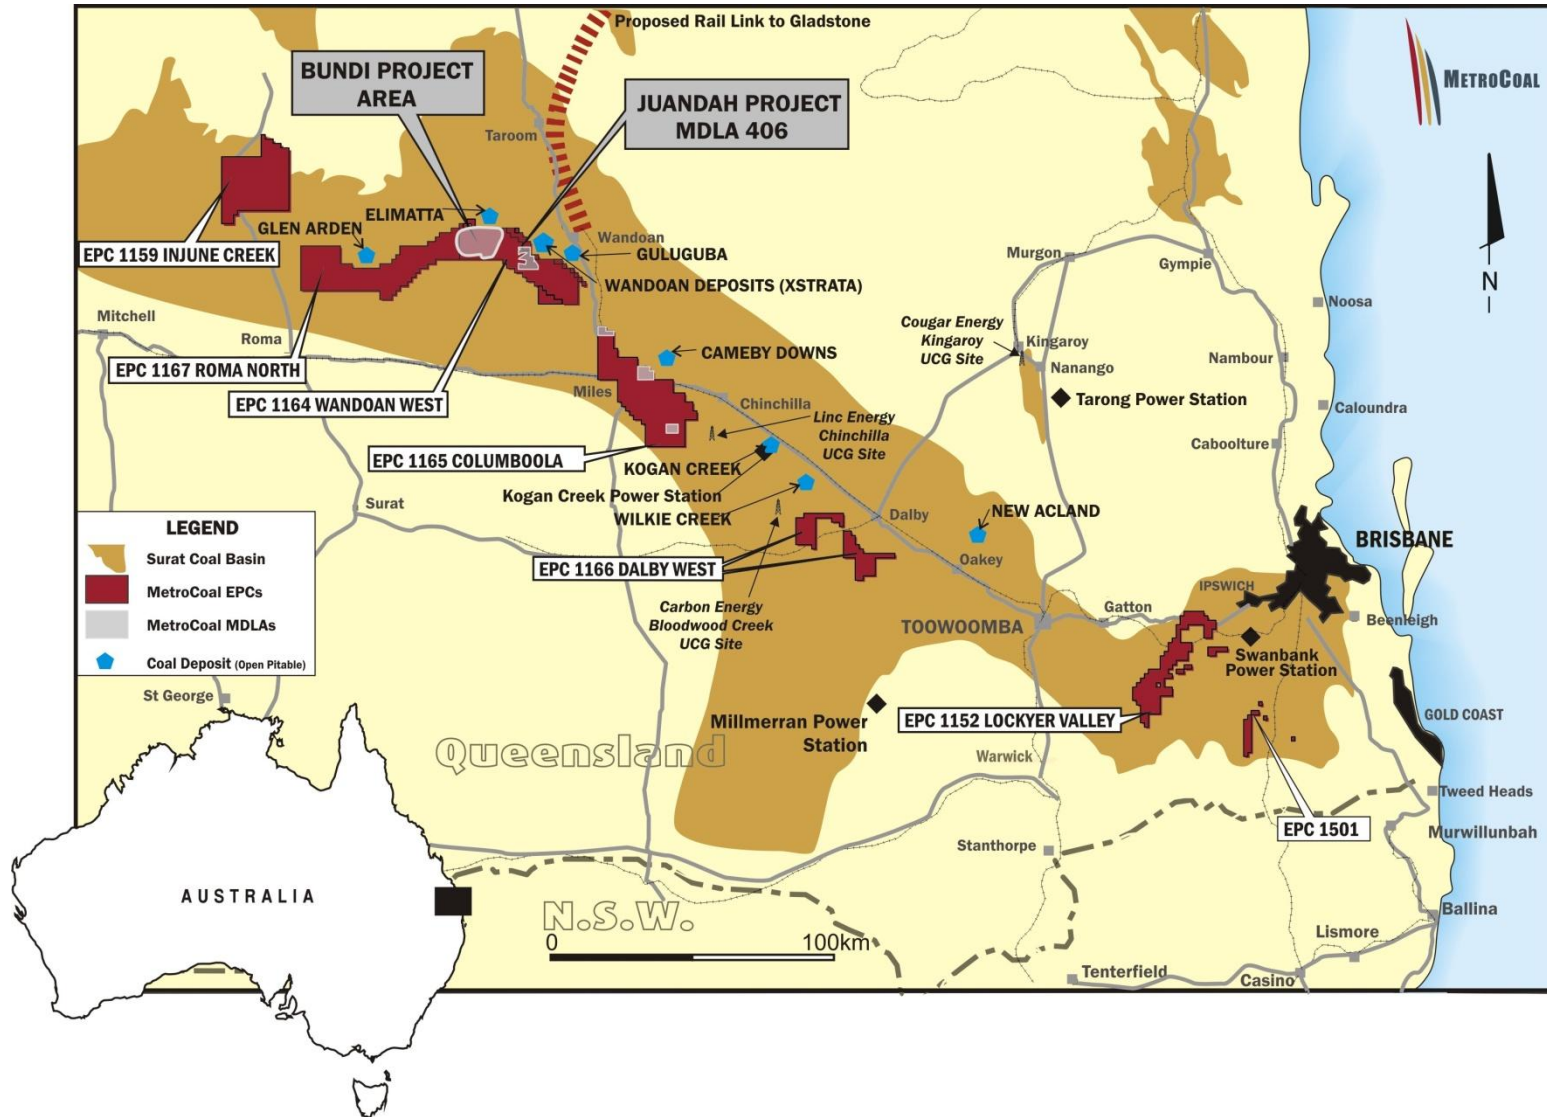 Proposed Rail Link to Gladstone
BUNDI PROJECT
AREA
JUANDAH PROJECT
MDLA 406
METROCOAL
Taroom
ELIMATTA
GLEN ARDEN
Wandoan
GULUGUBA
EPC 1159 INJUNE CREEK
WANDOAN DEPOSITS (XSTRATA)
Murgon
Gympie
N
Noosa
Mitchell
Roma
Cougar Energy
Kingaroy
UCG Site
Kingaroy
Nanango
Nambour
CAMEBY DOWNS
EPC 1167 ROMA NORTH
EPC 1164 WANDOAN WEST
Miles
Chinchilla
Tarong Power Station
Caloundra
Linc Energy
Chinchilla
UCG Site
Caboolture
EPC 1165 COLUMBOOLA
KOGAN CREEK
Kogan Creek Power Station
WILKIE CREEK
Surat
Dalby
NEW ACLAND
Oakey
BRISBANE
LEGEND
Surat Coal Basin
MetroCoal EPCs
MetroCoal MDLAs
Coal Deposit (Open Pitable)
EPC 1166 DALBY WEST
IPSWICH
Carbon Energy
Bloodwood Creek
UCG Site
TOOWOOMBA
Gatton
Beenleigh
Swanbank
Power Station
St George
Millmerran Power
Station
EPC 1152 LOCKYER VALLEY
GOLD COAST
Queensland
Warwick
Tweed Heads
EPC 1501
Murwillunbah
Stanthorpe
AUSTRALIA
N.S.W.
0
100km
Ballina
Lismore
Tenterfield
Casino